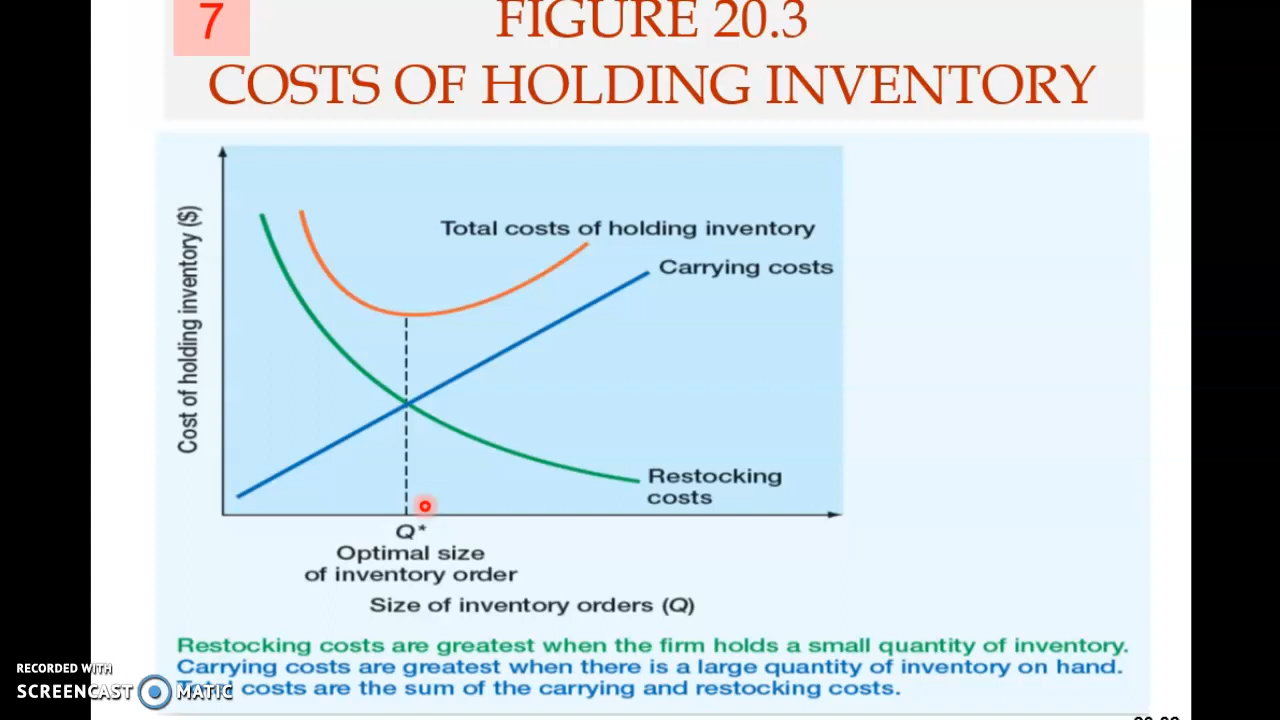 7
FIGURE 20.3
COSTS OF HOLDING INVENTORY
Cost of holding inventory ($)
Total costs of holding inventory
Carrying costs
Restocking
costs
Q*
Optimal size
of inventory order
Size of inventory orders (Q)
Restocking costs are greatest when the firm holds a small quantity of inventory.
Carrying costs are greatest when there is a large quantity of inventory on hand.
costs are the sum of the carrying and restocking costs.
RECORDED WITH
SCREENCAST MATIC